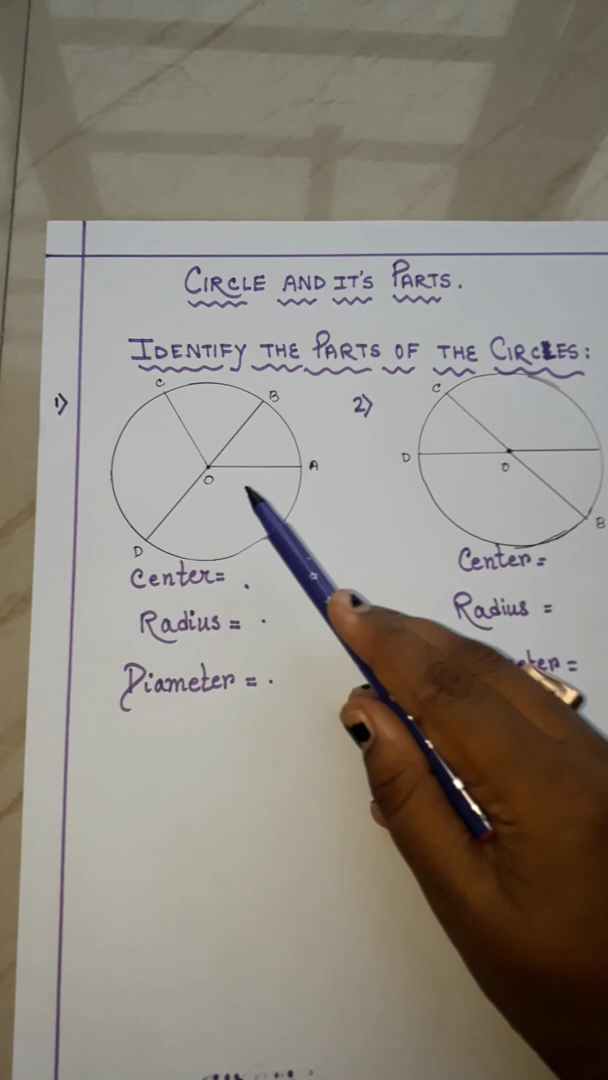 CIRCLE AND IT'S PARTS.
IDENTIFY THE PARTS OF THE CIRCLES:
1)
C
B
A
O
D
Center= .
Radius = .
Diameter = .
2)
C
D
O
B
Center=
Radius =